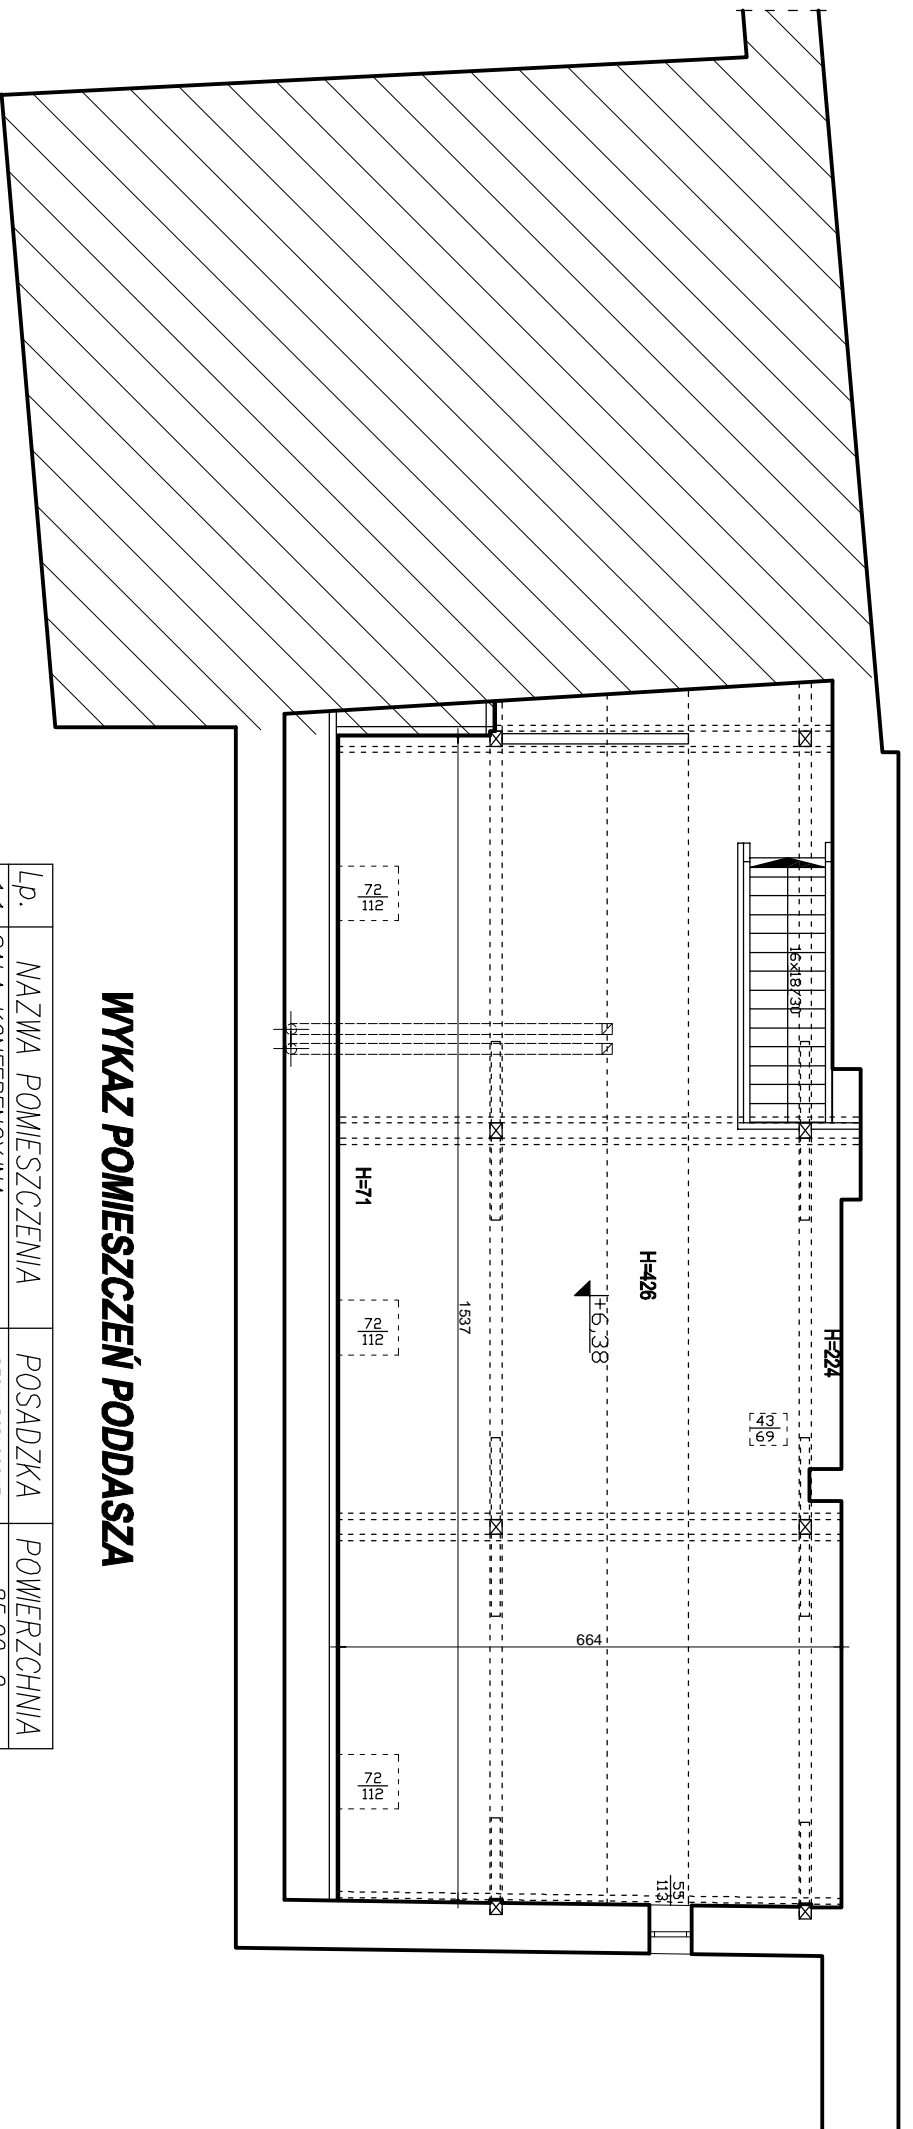 16x18/30
72
112
H=71
H=426
+6,38
H=224
1537
72
112
43
69
664
72
112
55
113
WYKAZ POMIESZCZEŃ PODDASZA
Lp. NAZWA POMIESZCZENIA POSADZKA POWIERZCHNIA